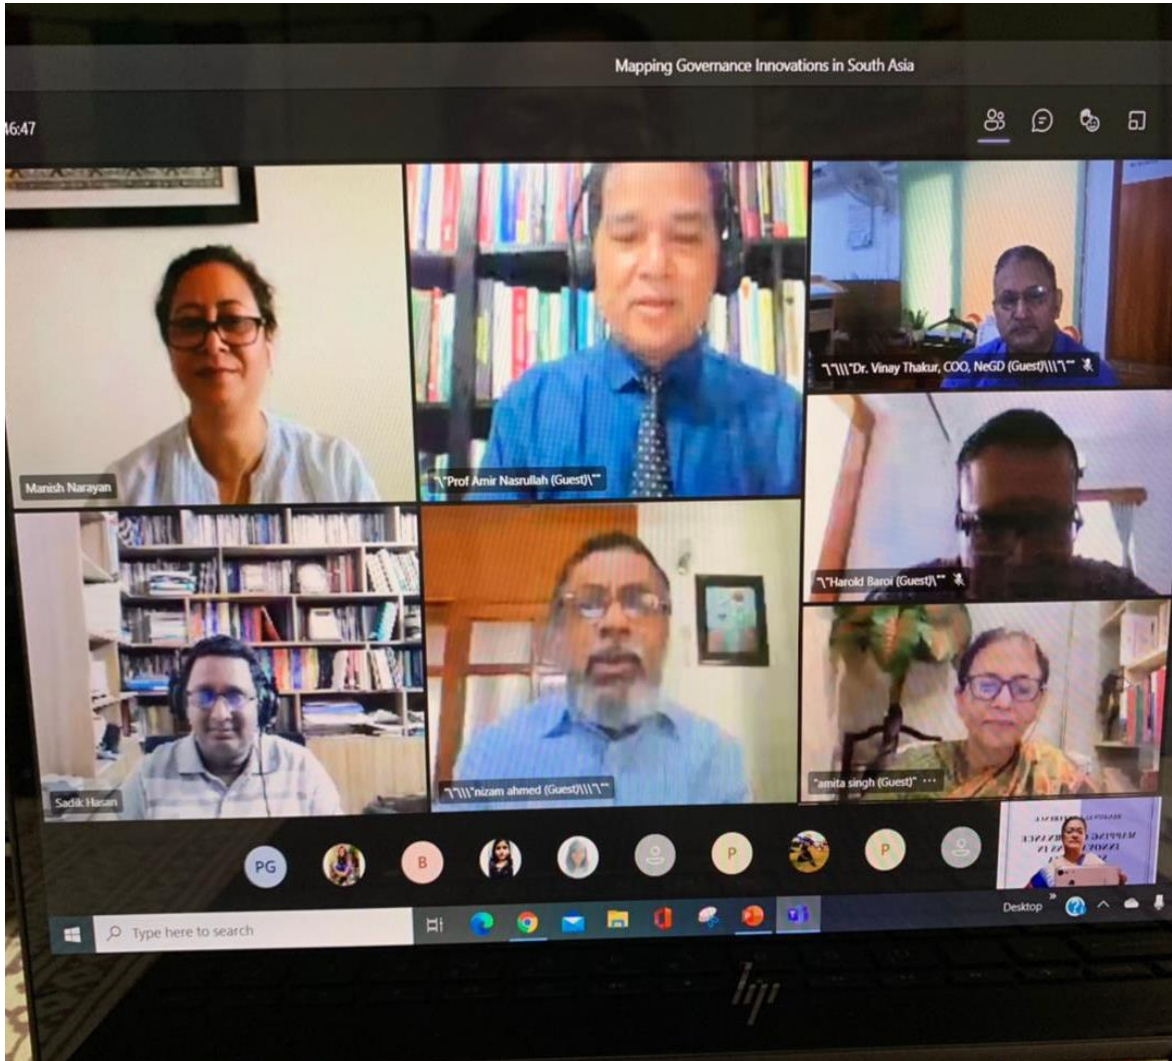 Mapping Governance Innovations in South Asia
46:47
Manish Narayan
"\"Prof Amir Nasrullah (Guest)\""
"\"\\\"Dr. Vinay Thakur, COO, NeGD (Guest)\\\"\""
"\"Harold Baroi (Guest)\""
Sadik Hasan
"\"\\\"nizam ahmed (Guest)\\\"\""
"amita singh (Guest)" ...
PG
B
P
P
Type here to search
Desktop
hp